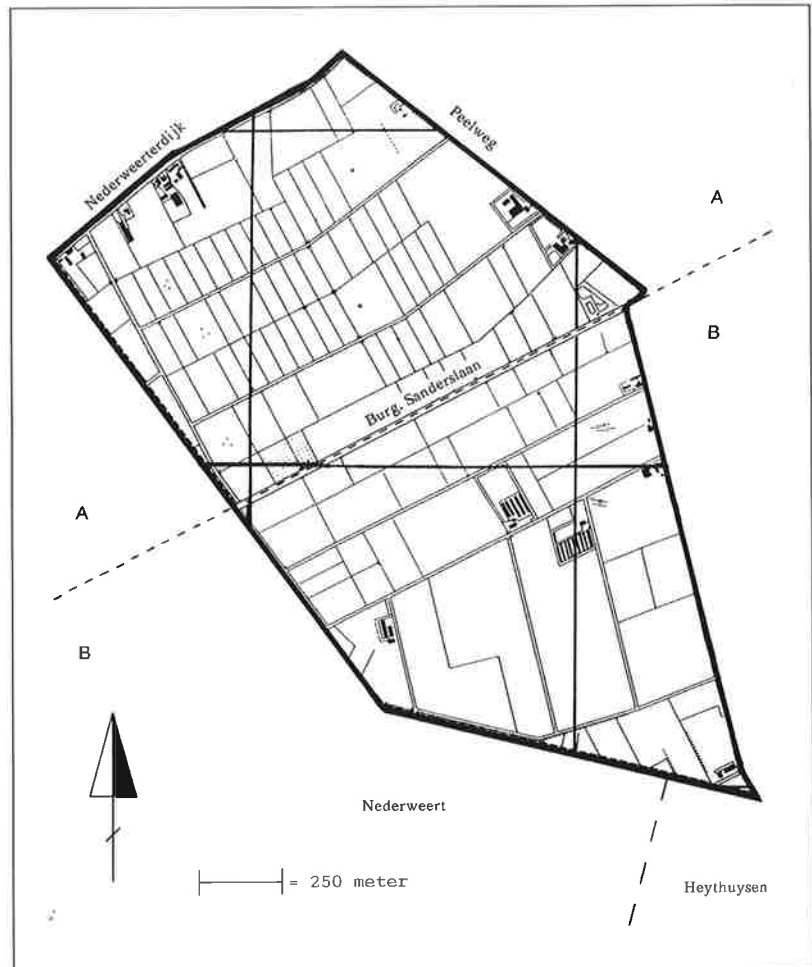 Nederweerterdijk
Peelweg
A
B
Burg. Sanderslaan
A
B
Nederweert
= 250 meter
Heythuysen